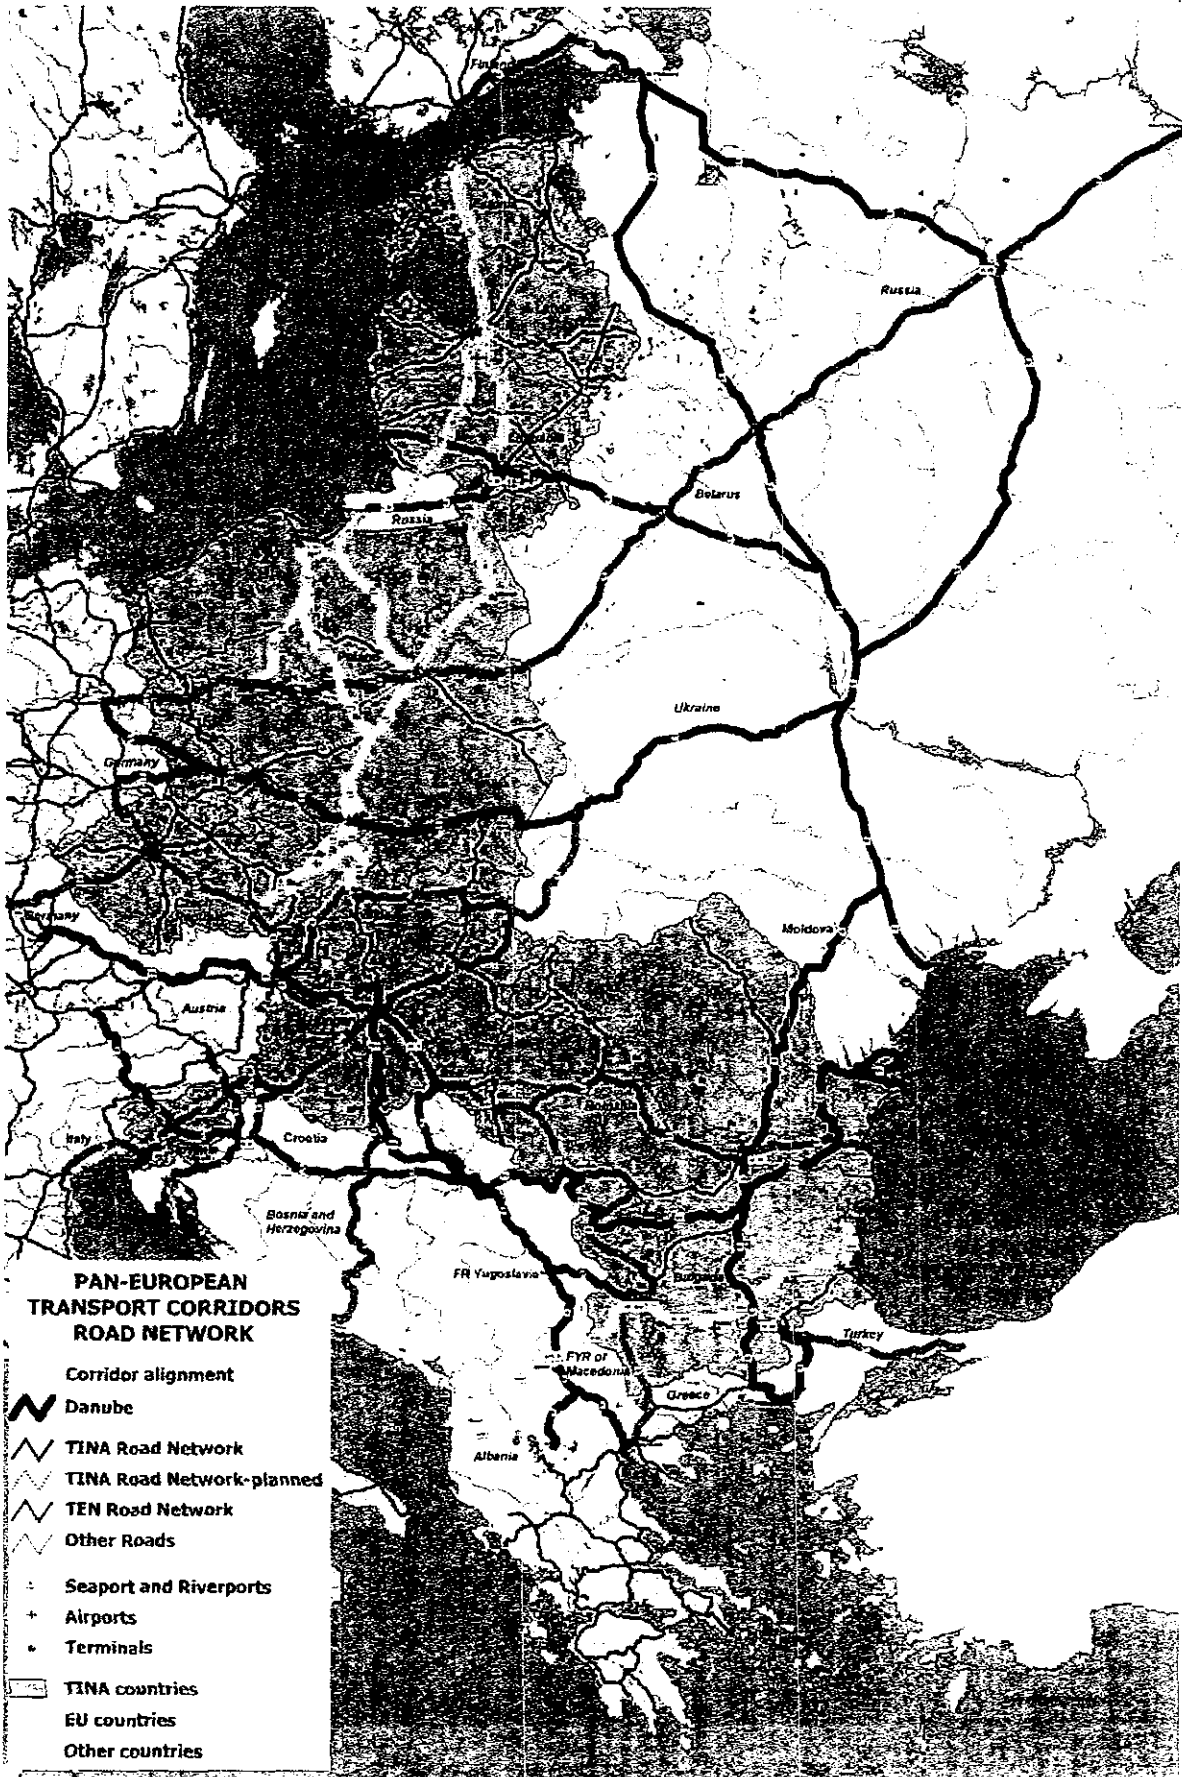 Russia
Belarus
Russia
Ukraine
Germany
Germany
Moldova
Austria
Italy
Croatia
Bosnia and
Herzegovina
FR Yugoslavia
Bulgaria
Turkey
FYR of
Macedonia
Greece
Albania
PAN-EUROPEAN
TRANSPORT CORRIDORS
ROAD NETWORK
Corridor alignment
Danube
TINA Road Network
TINA Road Network-planned
TEN Road Network
Other Roads
Seaport and Riverports
Airports
Terminals
TINA countries
EU countries
Other countries